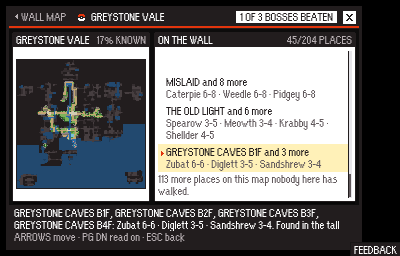 WALL MAP GREYSTONE VALE 1 OF 3 BOSSES BEATEN X
GREYSTONE VALE 17% KNOWN
ON THE WALL 45/204 PLACES
MISLAID and 8 more
Caterpie 6-8 · Weedle 6-8 · Pidgey 6-8
THE OLD LIGHT and 6 more
Spearow 3-5 · Meowth 3-4 · Krabby 4-5 ·
Shellder 4-5
GREYSTONE CAVES B1F and 3 more
Zubat 6-6 · Diglett 3-5 · Sandshrew 3-4
113 more places on this map nobody here has
walked.
GREYSTONE CAVES B1F, GREYSTONE CAVES B2F, GREYSTONE CAVES B3F,
GREYSTONE CAVES B4F: Zubat 6-6 · Diglett 3-5 · Sandshrew 3-4. Found in the tall
ARROWS move · PG DN read on · ESC back
FEEDBACK